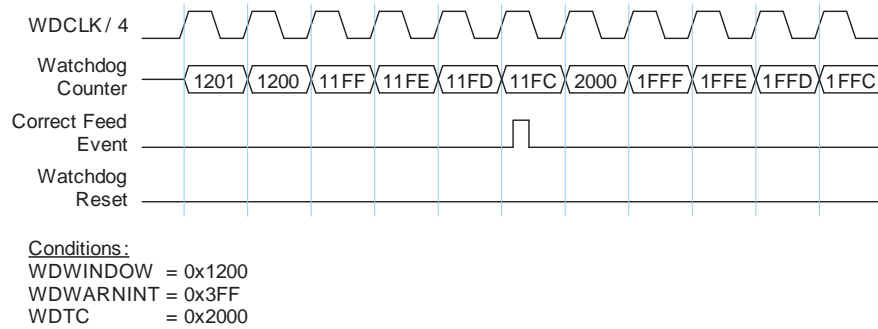 WDCLK / 4
Watchdog
Counter
1201 1200 11FF 11FE 11FD 11FC 2000 1FFF 1FFE 1FFD 1FFC
Correct Feed
Event
Watchdog
Reset
Conditions:
WDWINDOW = 0x1200
WDWARNINT = 0x3FF
WDTC = 0x2000